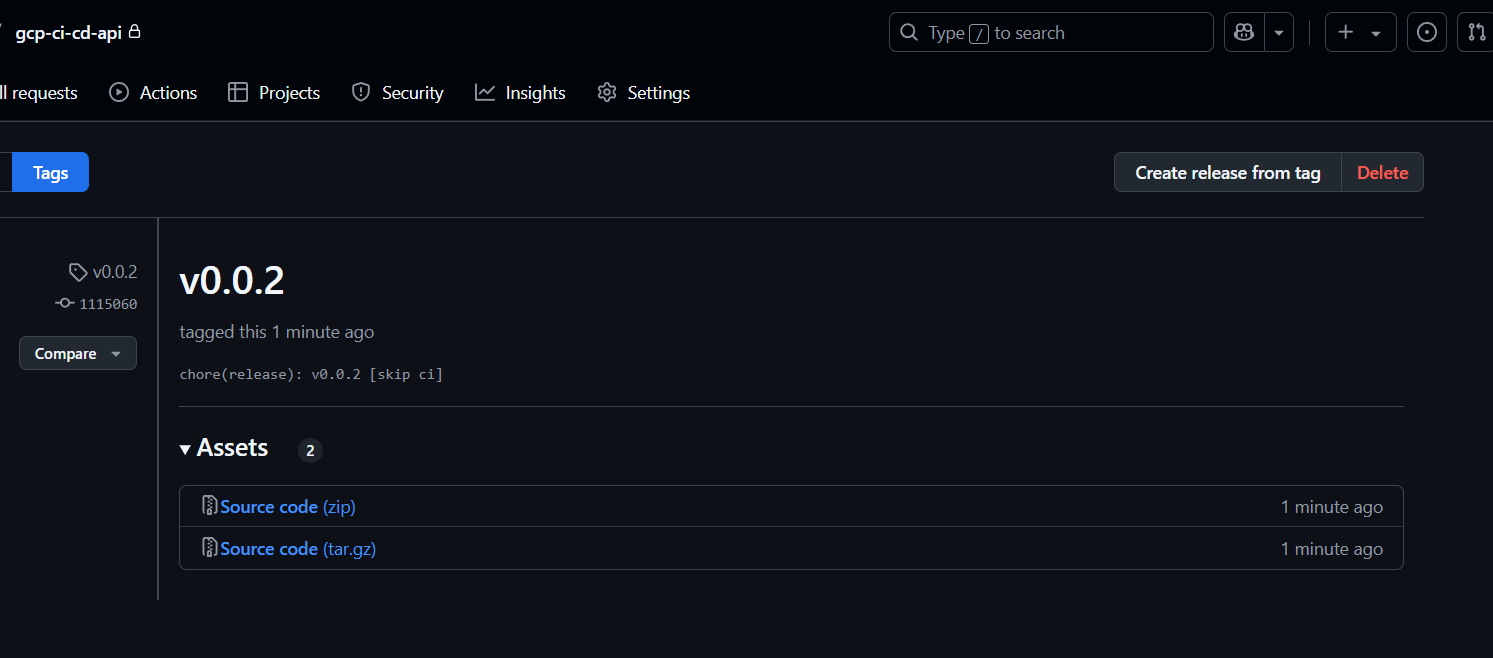 gcp-ci-cd-api
Type / to search
ll requests Actions Projects Security Insights Settings
Tags
Create release from tag Delete
v0.0.2
1115060
Compare
v0.0.2
tagged this 1 minute ago
chore(release): v0.0.2 [skip ci]
Assets 2
Source code (zip) 1 minute ago
Source code (tar.gz) 1 minute ago